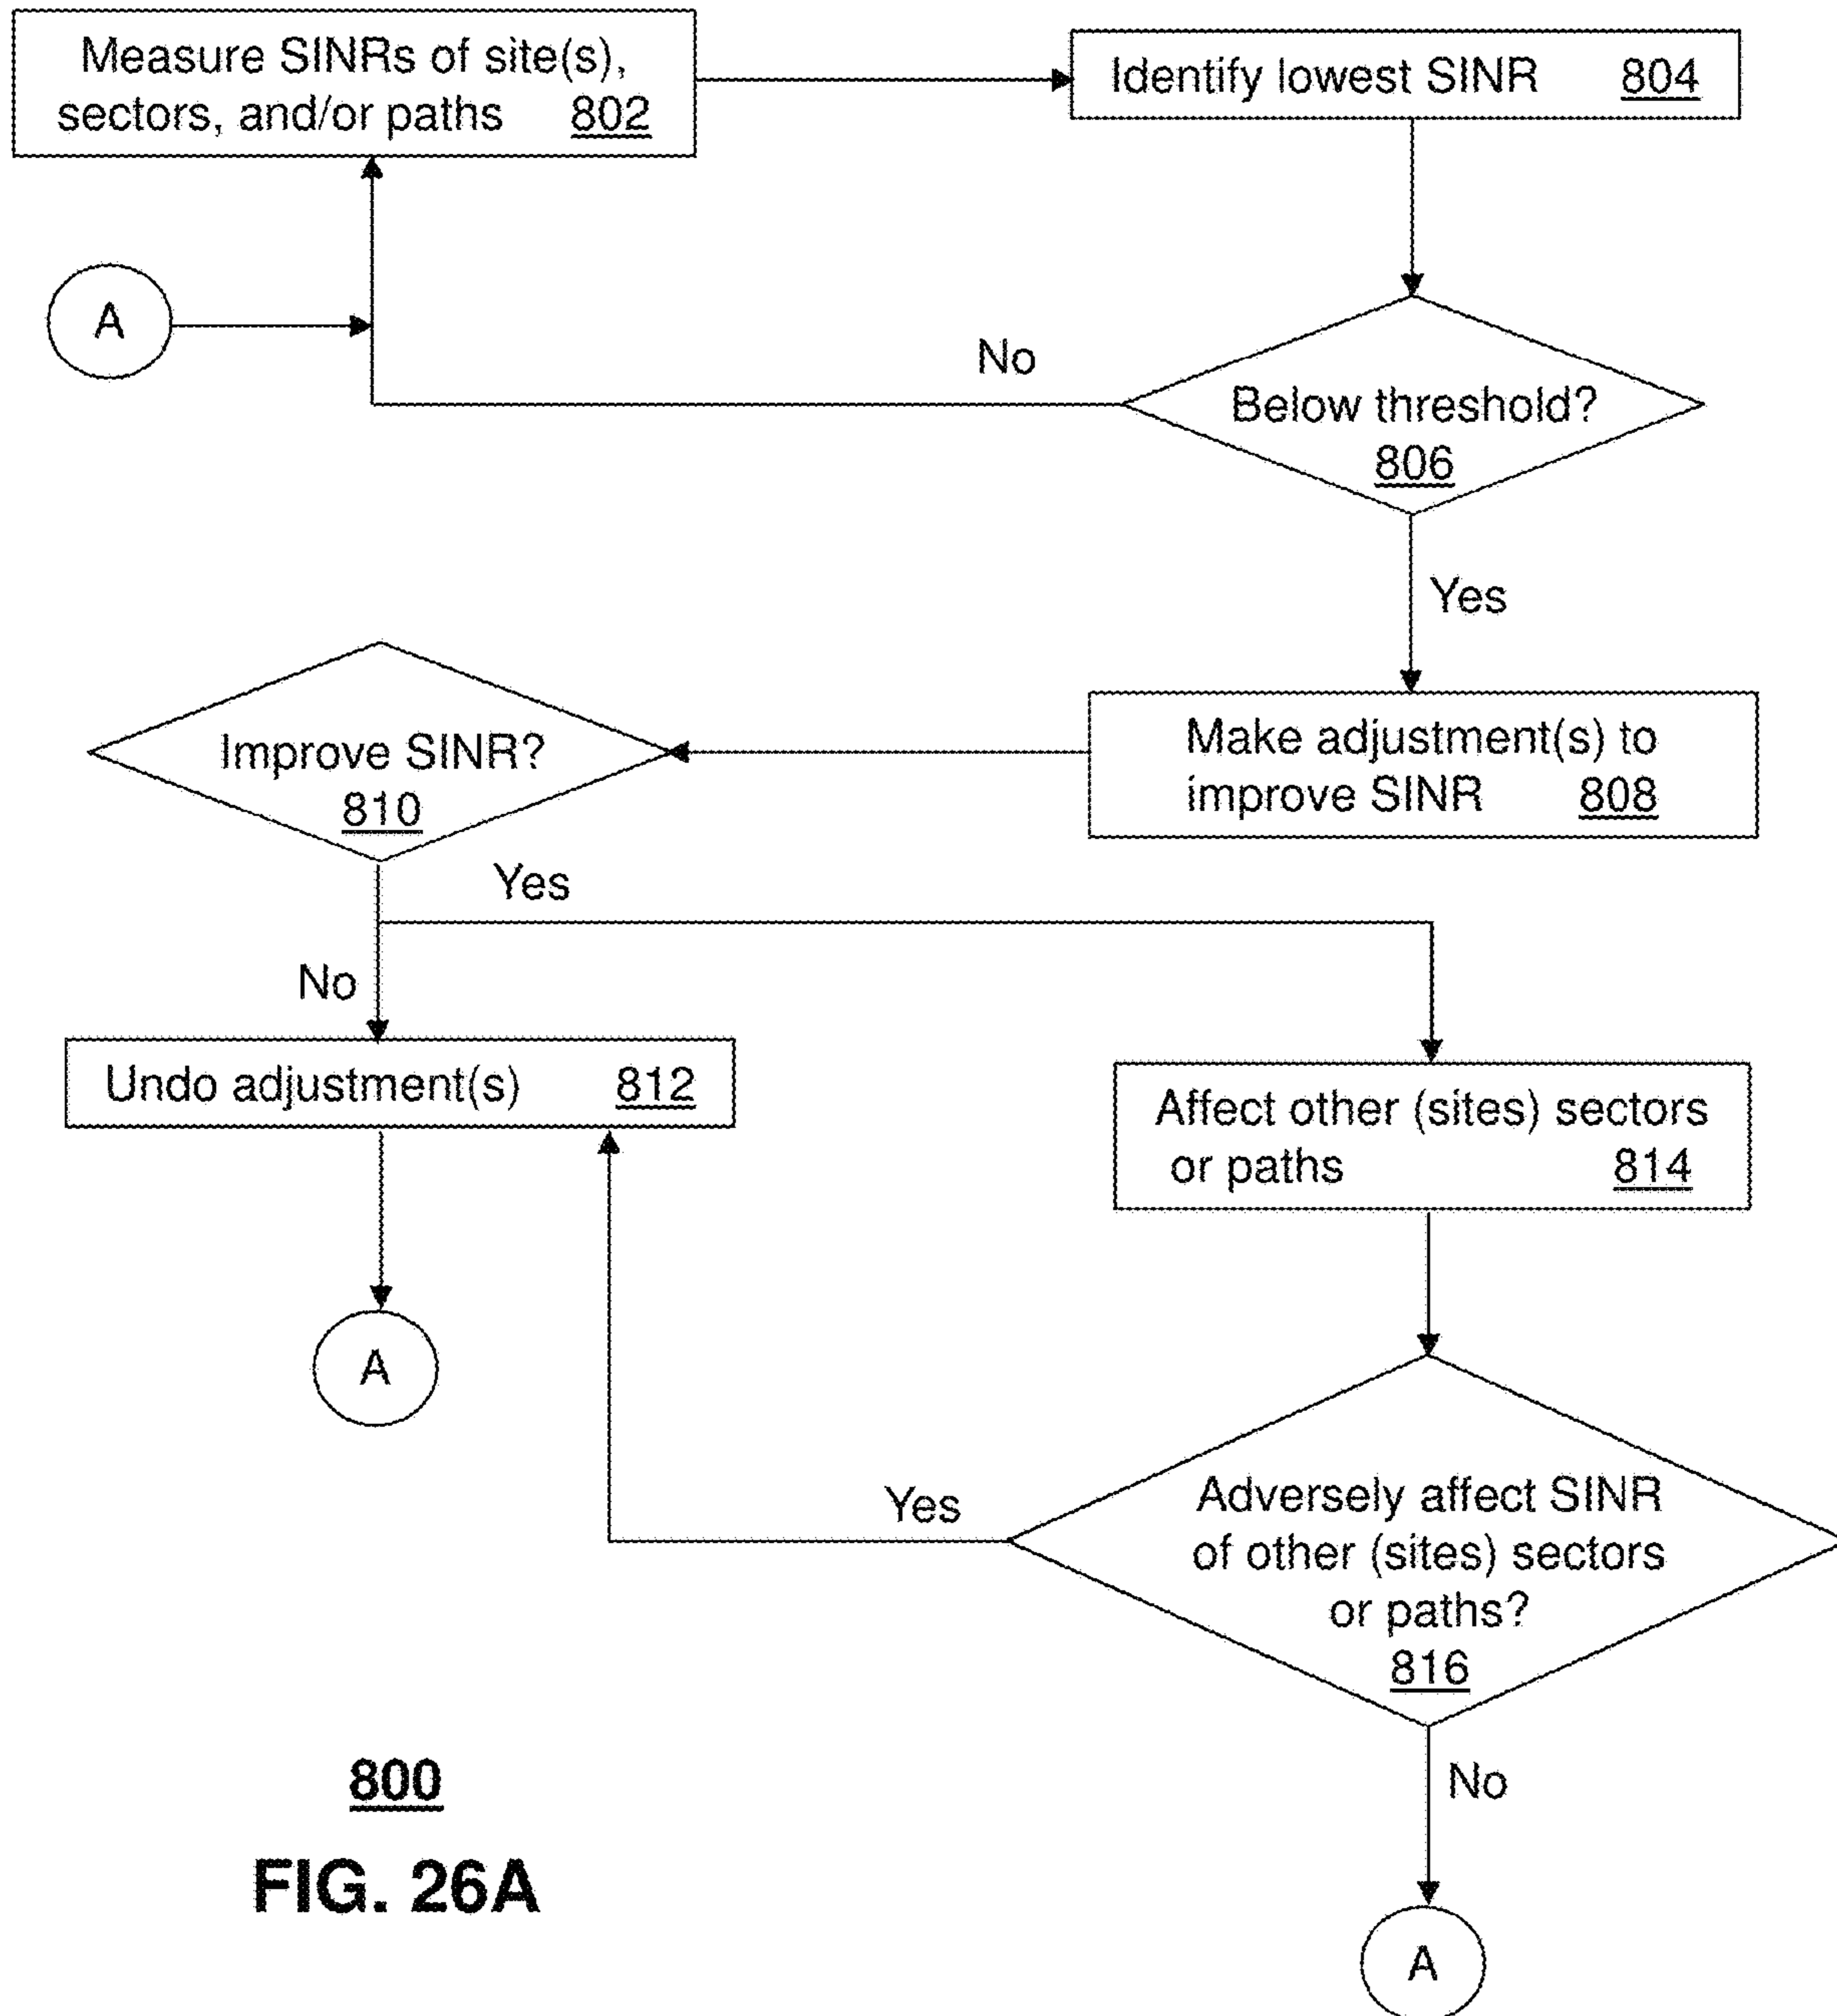 Measure SINRs of site(s),
sectors, and/or paths 802
Identify lowest SINR 804
A
No
Below threshold?
806
Yes
Improve SINR?
810
Make adjustment(s) to
improve SINR 808
Yes
No
Undo adjustment(s) 812
Affect other (sites) sectors
or paths 814
A
Yes
Adversely affect SINR
of other (sites) sectors
or paths?
816
No
800
FIG. 26A
A